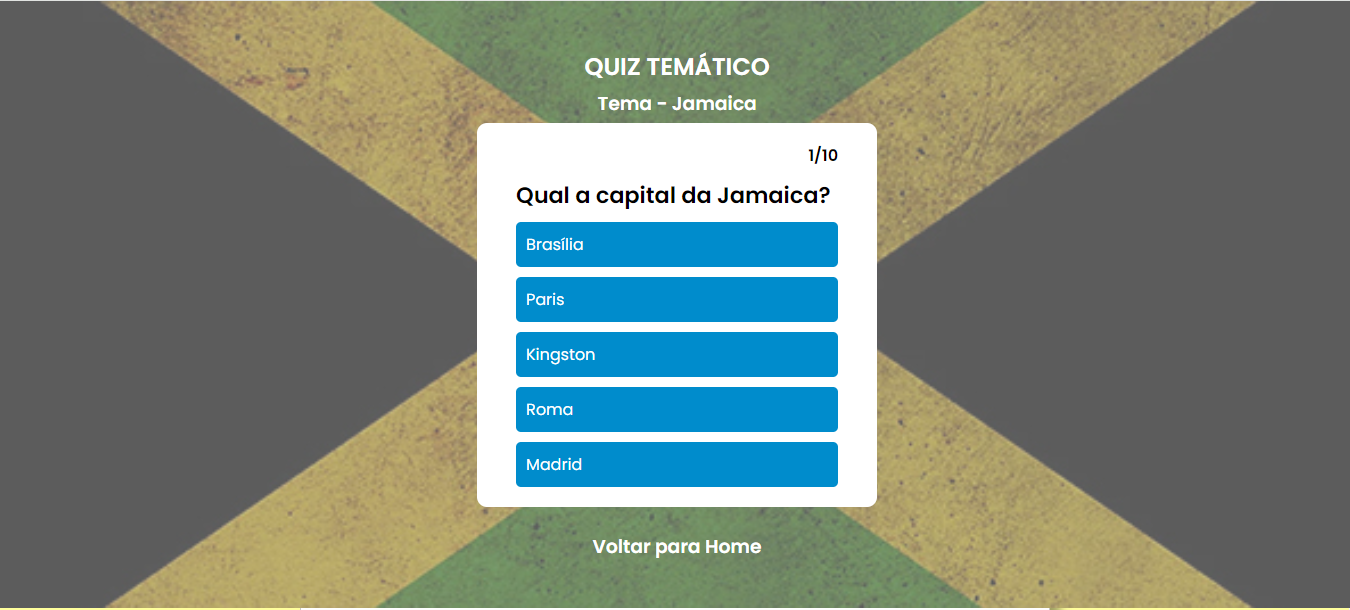 QUIZ TEMÁTICO
Tema - Jamaica
1/10
Qual a capital da Jamaica?
Brasília
Paris
Kingston
Roma
Madrid
Voltar para Home